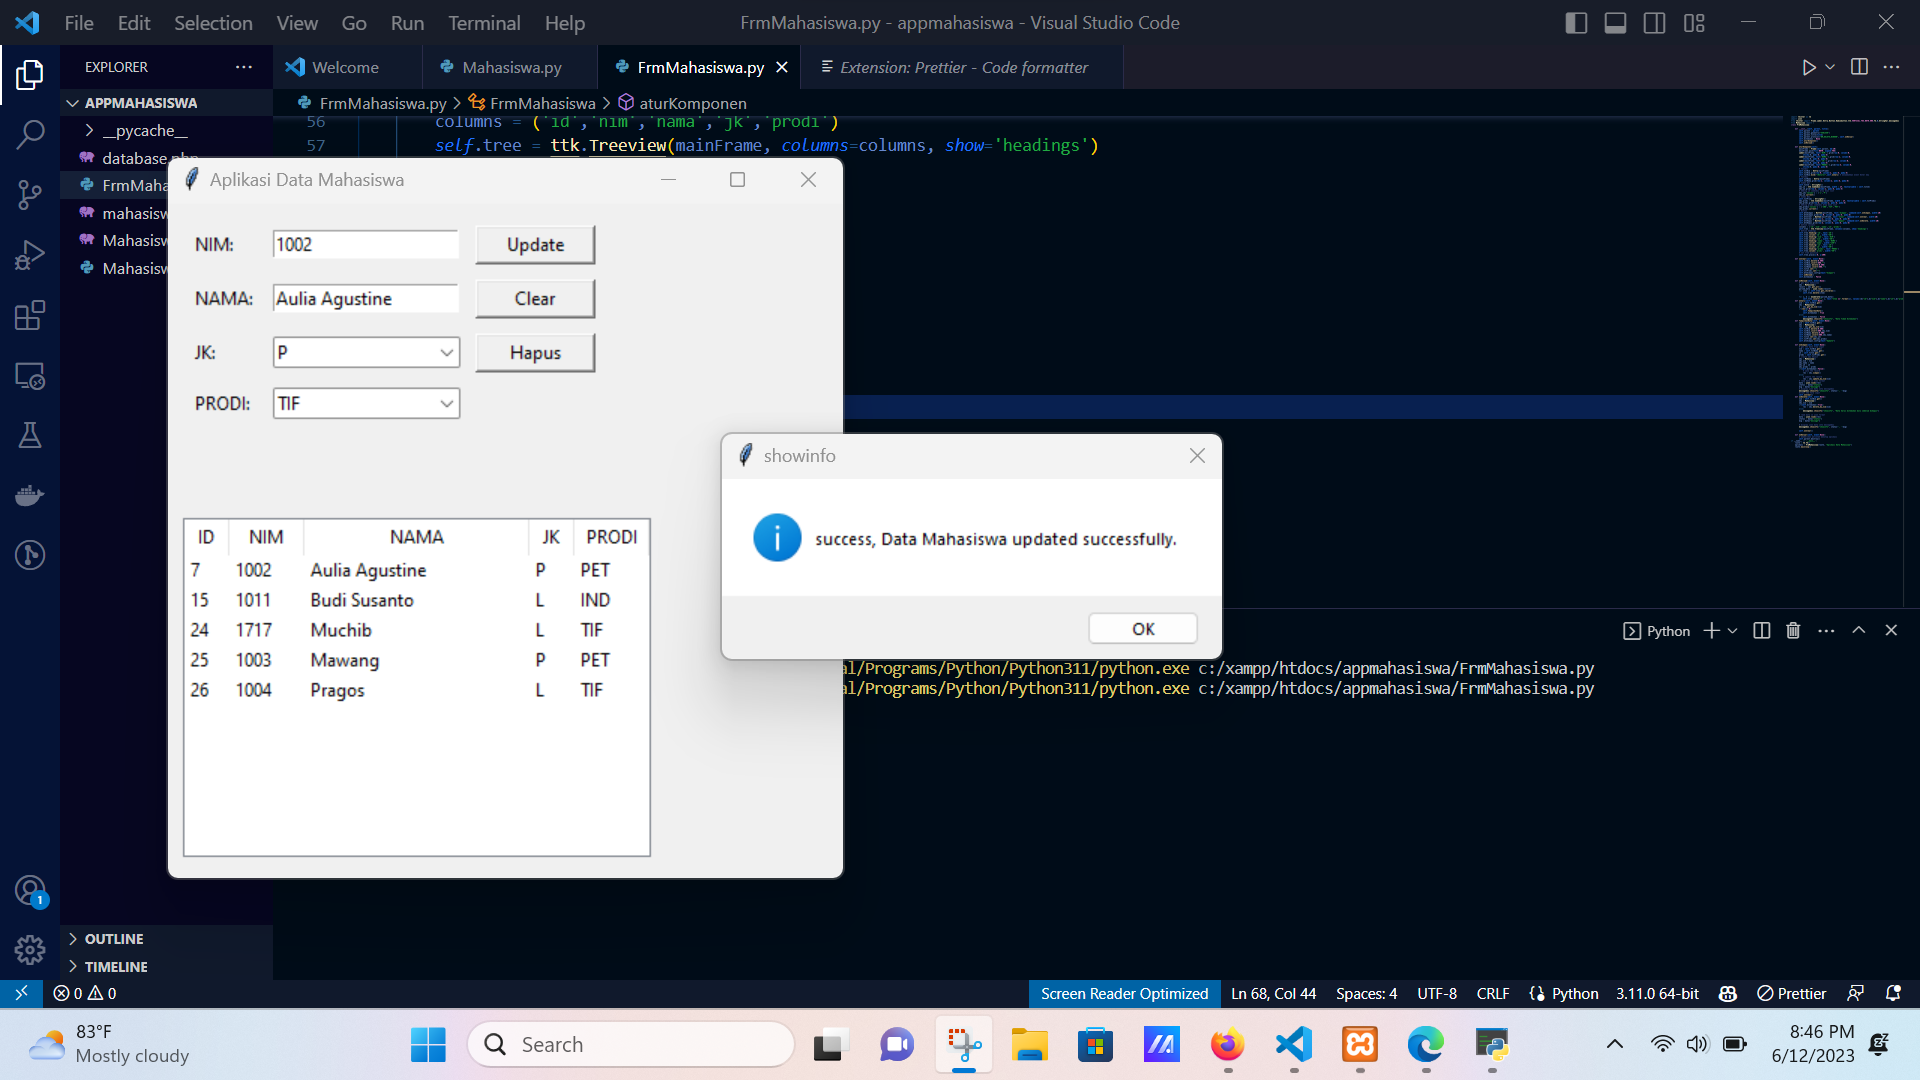 File Edit Selection View Go Run Terminal Help
FrmMahasiswa.py - appmahasiswa - Visual Studio Code
EXPLORER
Welcome
Mahasiswa.py
FrmMahasiswa.py
Extension: Prettier - Code formatter
APPMAHASISWA
FrmMahasiswa.py > FrmMahasiswa > aturKomponen
__pycache__
56 columns = ('id','nim','nama','jk','prodi')
57 self.tree = ttk.Treeview(mainFrame, columns=columns, show='headings')
database.php
FrmMaha
mahasisw
Mahasisw
Mahasisw
Aplikasi Data Mahasiswa
NIM: 1002 Update
NAMA: Aulia Agustine Clear
JK: P Hapus
PRODI: TIF
ID NIM NAMA JK PRODI
7 1002 Aulia Agustine P PET
15 1011 Budi Susanto L IND
24 1717 Muchib L TIF
25 1003 Mawang P PET
26 1004 Pragos L TIF
showinfo
success, Data Mahasiswa updated successfully.
OK
Python
al/Programs/Python/Python311/python.exe c:/xampp/htdocs/appmahasiswa/FrmMahasiswa.py
al/Programs/Python/Python311/python.exe c:/xampp/htdocs/appmahasiswa/FrmMahasiswa.py
1
OUTLINE
TIMELINE
0 0
Screen Reader Optimized Ln 68, Col 44 Spaces: 4 UTF-8 CRLF Python 3.11.0 64-bit Prettier
83°F
Mostly cloudy
Search
8:46 PM
6/12/2023